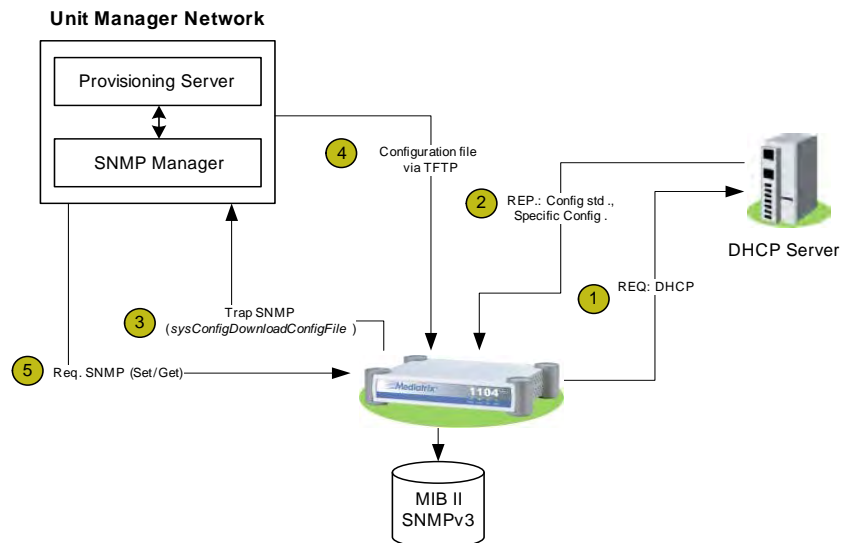 Unit Manager Network
Provisioning Server
SNMP Manager
4
Configuration file
via TFTP
2
REP.: Config std .,
Specific Config .
DHCP Server
1
REQ: DHCP
3
Trap SNMP
(sysConfigDownloadConfigFile )
5
Req. SNMP (Set/Get)
Mediatrix
1104
MIB II
SNMPv3